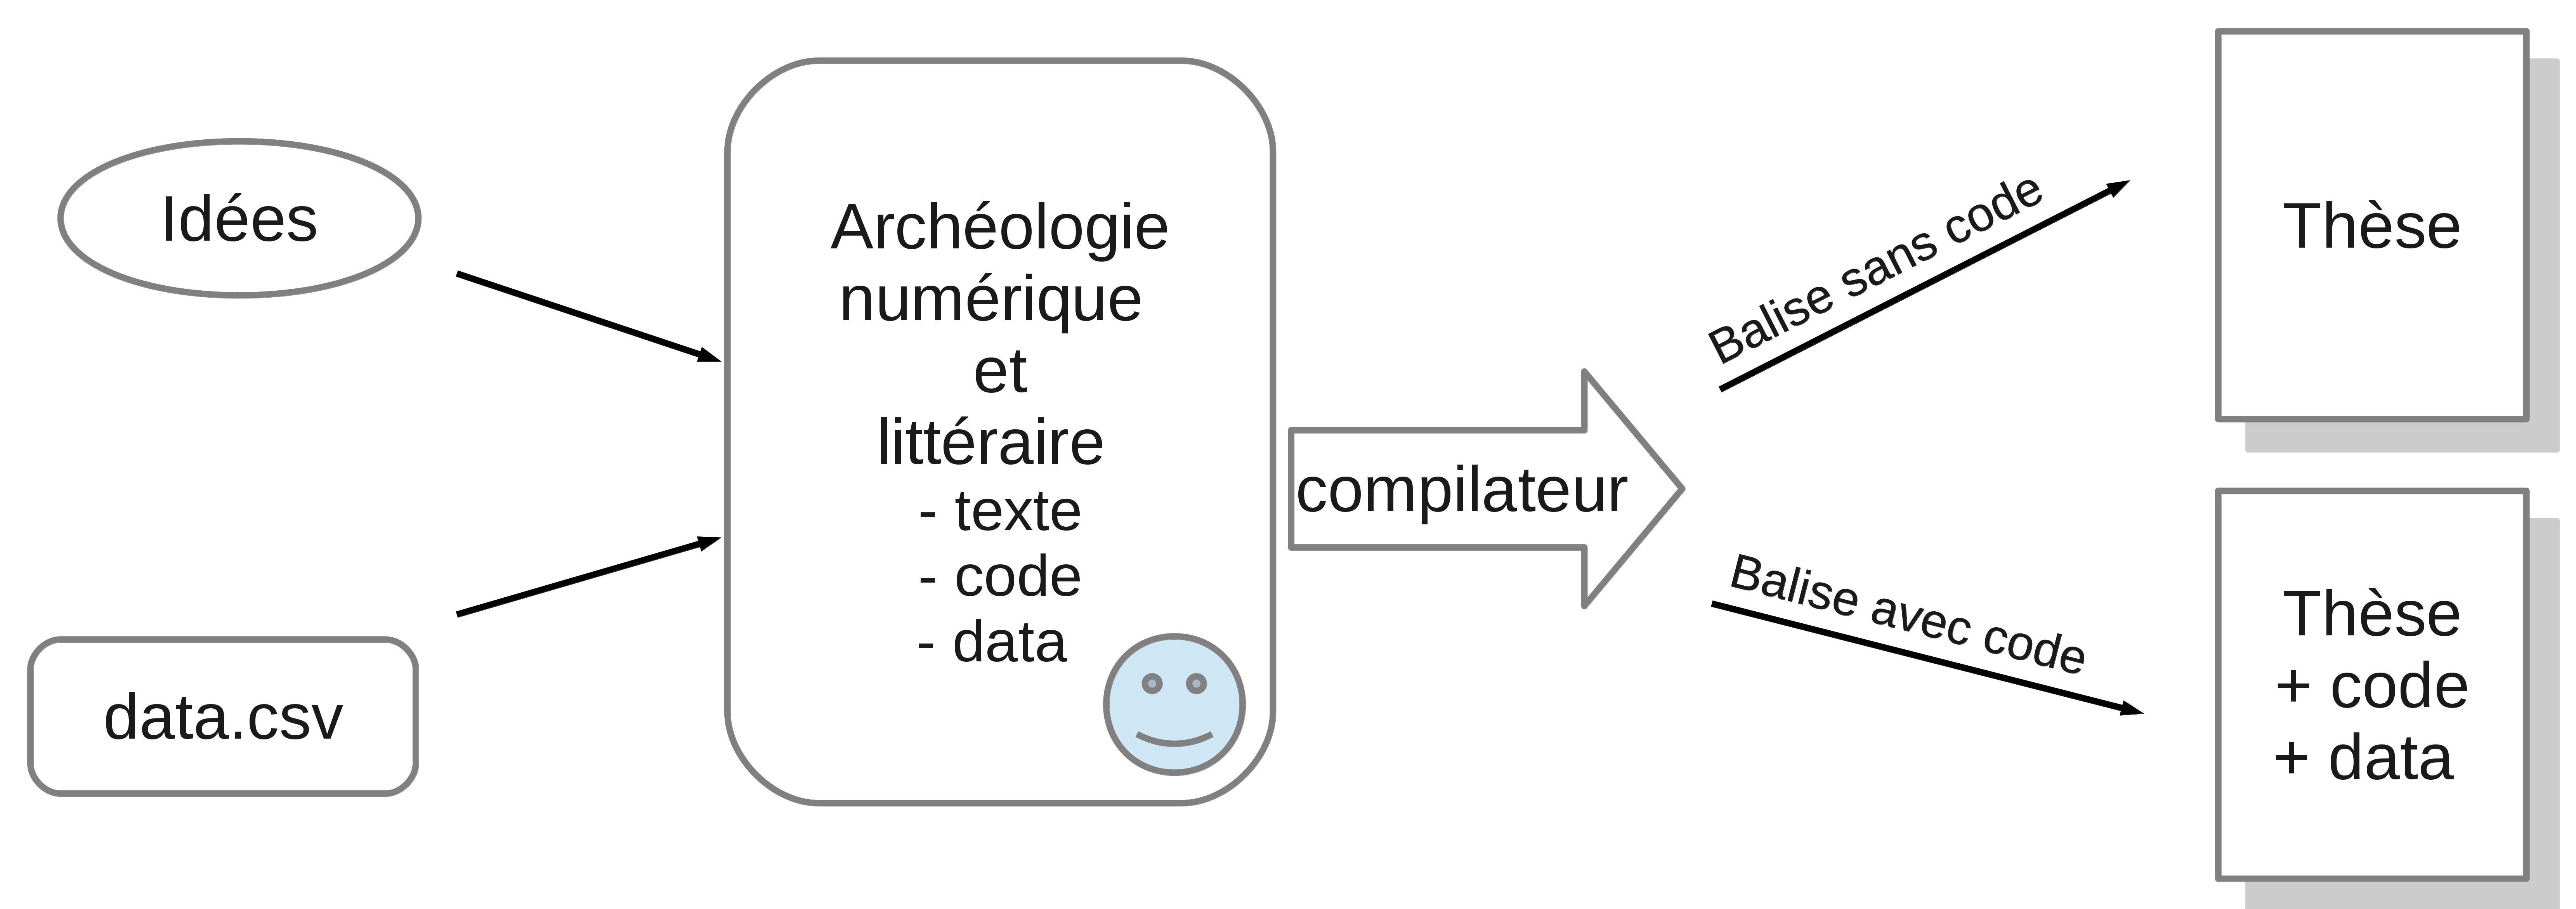 Idées
data.csv
Archéologie
numérique
et
littéraire
- texte
- code
- data
compilateur
Balise sans code
Balise avec code
Thèse
Thèse
+ code
+ data